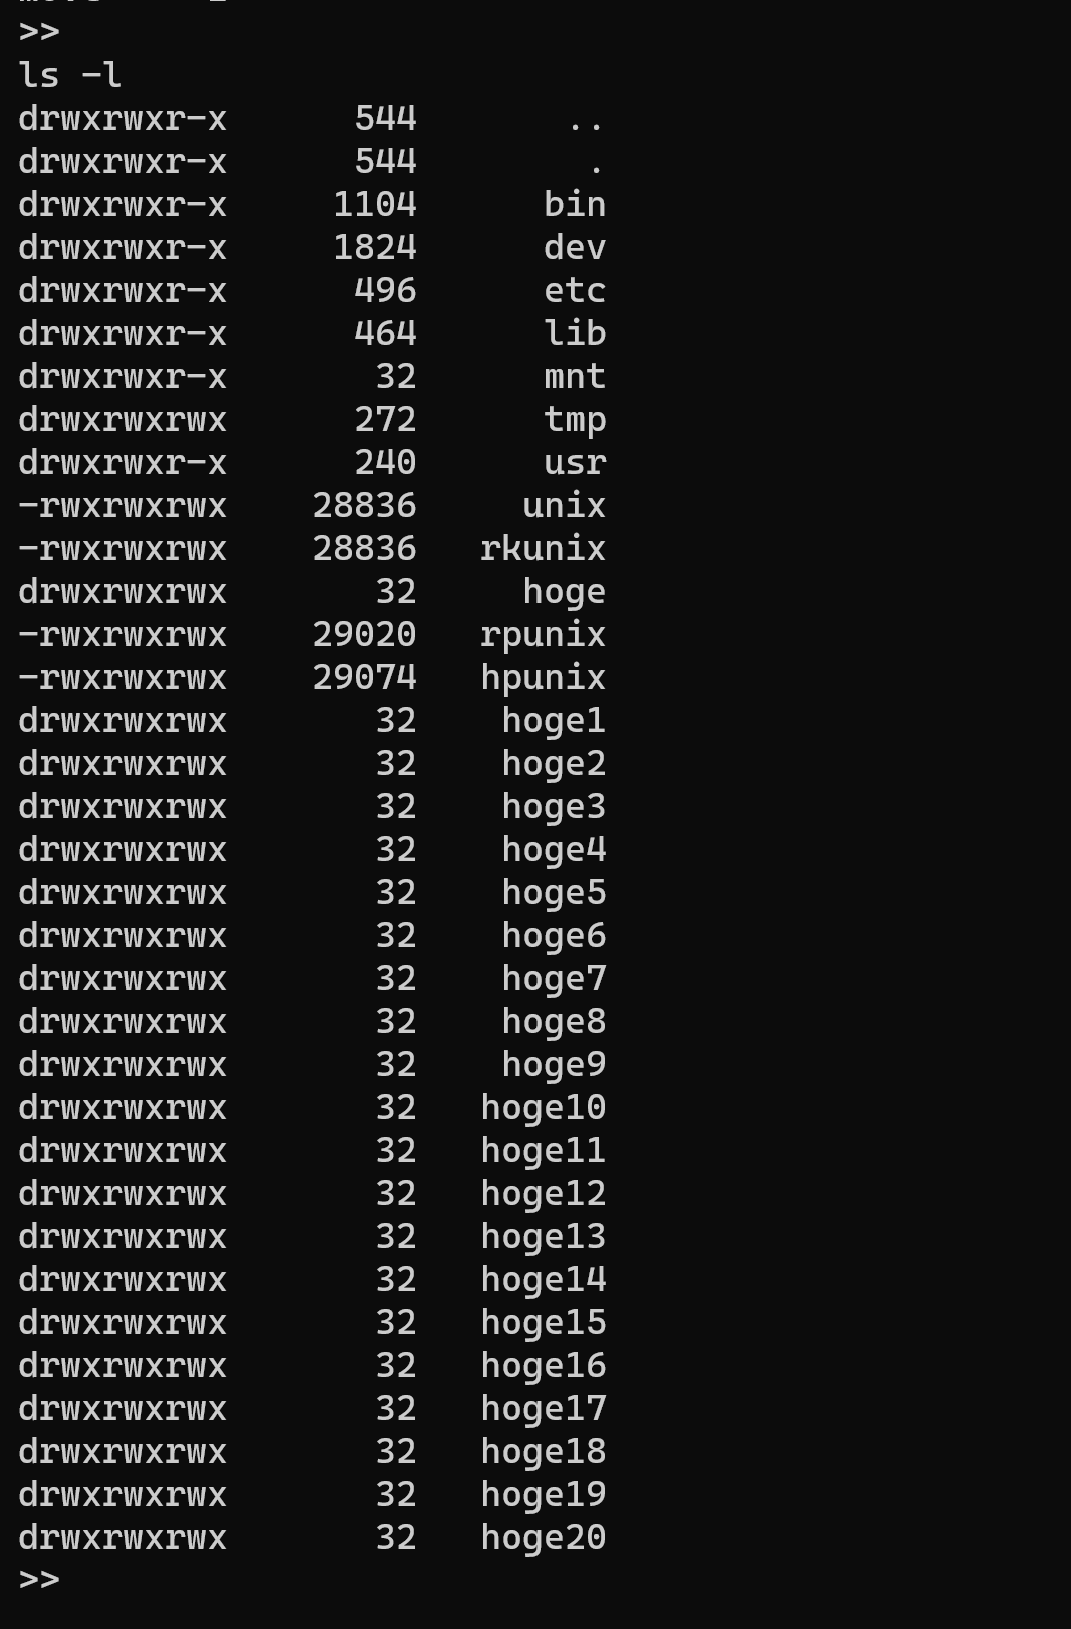 >>
ls -l
drwxrwxr-x      544       ..
drwxrwxr-x      544        .
drwxrwxr-x     1104      bin
drwxrwxr-x     1824      dev
drwxrwxr-x      496      etc
drwxrwxr-x      464      lib
drwxrwxr-x       32      mnt
drwxrwxrwx      272      tmp
drwxrwxr-x      240      usr
-rwxrwxrwx    28836     unix
-rwxrwxrwx    28836   rkunix
drwxrwxrwx       32     hoge
-rwxrwxrwx    29020   rpunix
-rwxrwxrwx    29074   hpunix
drwxrwxrwx       32    hoge1
drwxrwxrwx       32    hoge2
drwxrwxrwx       32    hoge3
drwxrwxrwx       32    hoge4
drwxrwxrwx       32    hoge5
drwxrwxrwx       32    hoge6
drwxrwxrwx       32    hoge7
drwxrwxrwx       32    hoge8
drwxrwxrwx       32    hoge9
drwxrwxrwx       32   hoge10
drwxrwxrwx       32   hoge11
drwxrwxrwx       32   hoge12
drwxrwxrwx       32   hoge13
drwxrwxrwx       32   hoge14
drwxrwxrwx       32   hoge15
drwxrwxrwx       32   hoge16
drwxrwxrwx       32   hoge17
drwxrwxrwx       32   hoge18
drwxrwxrwx       32   hoge19
drwxrwxrwx       32   hoge20
>>